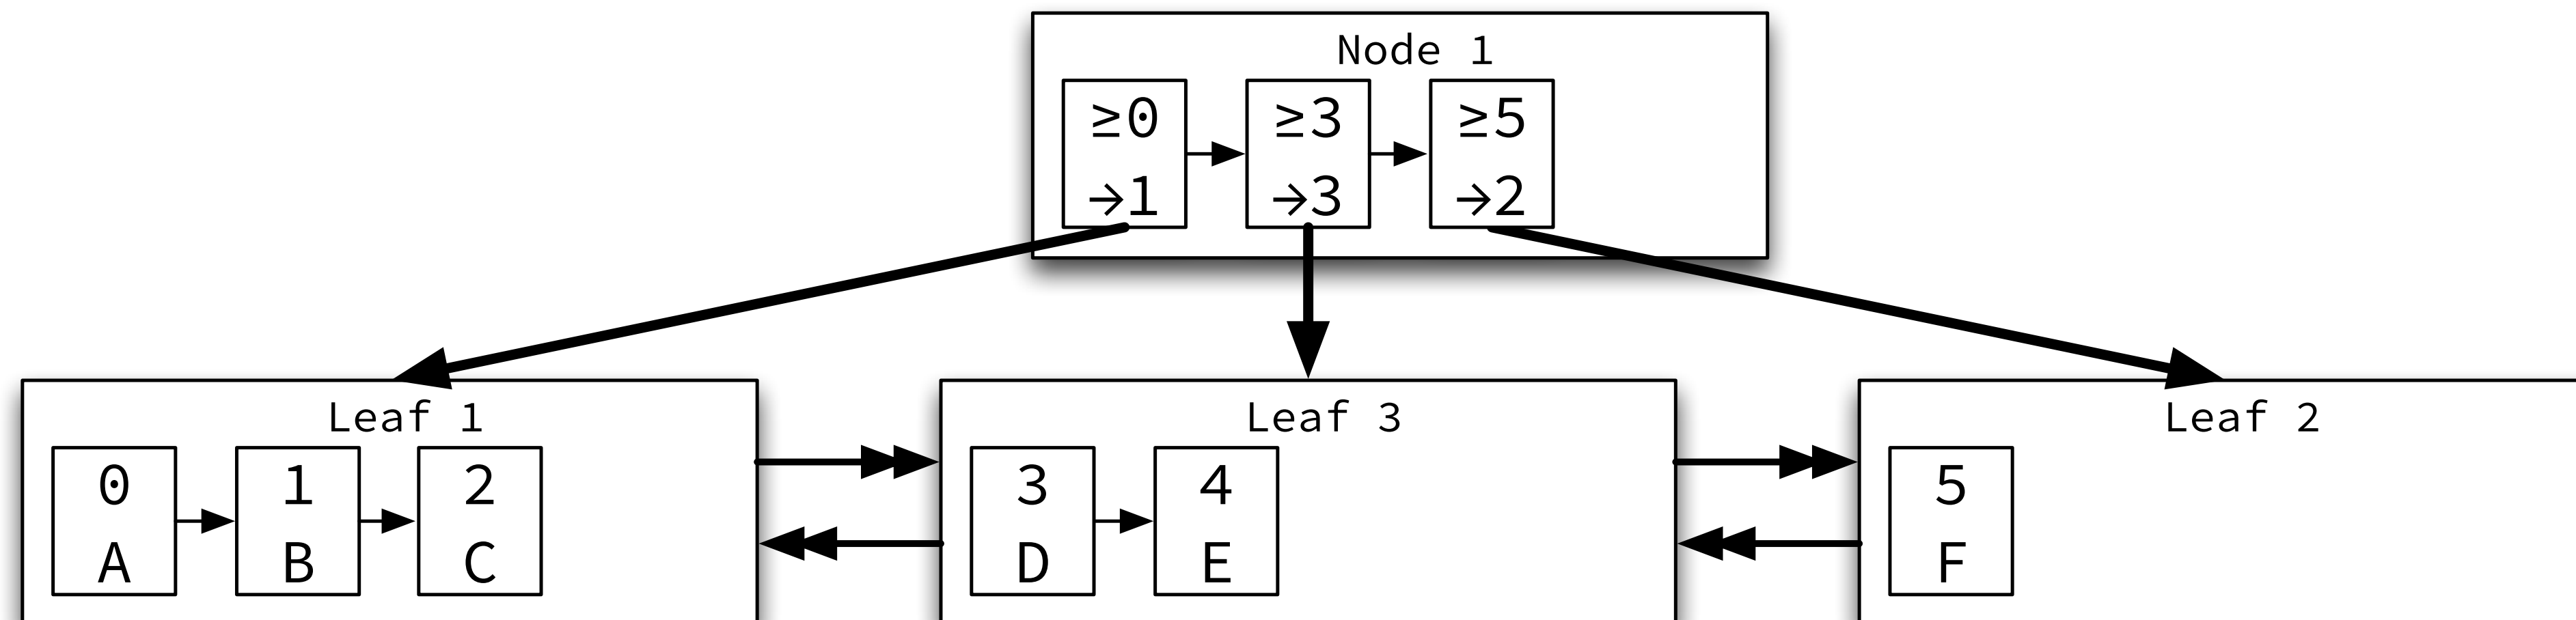 Node 1
≥0 ≥3 ≥5
→1 →3 →2
Leaf 1 Leaf 3 Leaf 2
0 1 2 3 4 5
A B C D E F